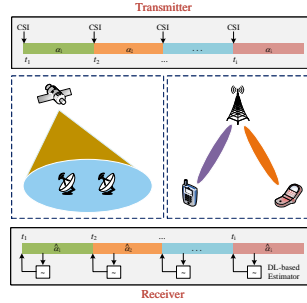 Transmitter
CSI CSI CSI CSI
α₁ α₂ ... αᵢ
t₁ t₂ ... tᵢ
t₁ t₂ ... tᵢ
α̂₁ α̂₂ ... α̂ᵢ
~ ~ ~ ~
DL-based
Estimator
Receiver